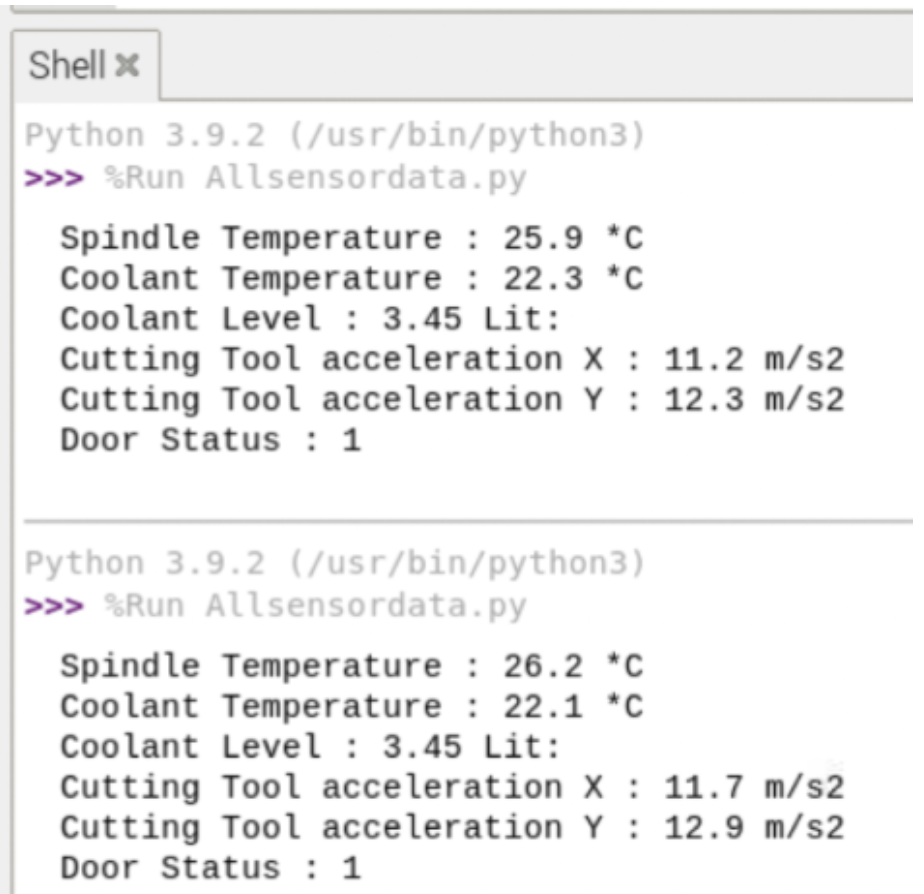 Shell
Python 3.9.2 (/usr/bin/python3)
>>> %Run Allsensordata.py
Spindle Temperature : 25.9 *C
Coolant Temperature : 22.3 *C
Coolant Level : 3.45 Lit:
Cutting Tool acceleration X : 11.2 m/s2
Cutting Tool acceleration Y : 12.3 m/s2
Door Status : 1
Python 3.9.2 (/usr/bin/python3)
>>> %Run Allsensordata.py
Spindle Temperature : 26.2 *C
Coolant Temperature : 22.1 *C
Coolant Level : 3.45 Lit:
Cutting Tool acceleration X : 11.7 m/s2
Cutting Tool acceleration Y : 12.9 m/s2
Door Status : 1